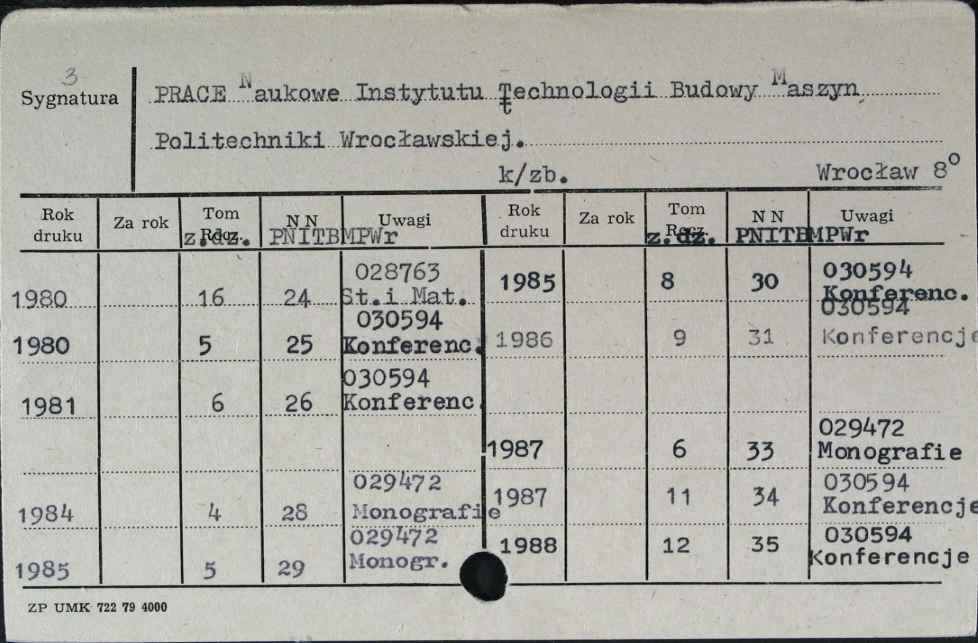 3
Sygnatura
PRACE Naukowe Instytutu Technologii Budowy Maszyn
Politechniki Wrocławskiej.
k/zb. Wrocław 8°
Rok druku Za rok Tom z.dz. N N PNITBMPWr Uwagi Rok druku Za rok Tom z.dz. N N PNITBMPWr Uwagi
1980 16 24 028763 St.i Mat. 1985 8 30 030594 Konferenc.
1980 5 25 030594 Konferenc. 1986 9 31 030594 Konferencje
1981 6 26 030594 Konferenc.
1987 6 33 029472 Monografie
1984 4 28 029472 Monografie 1987 11 34 030594 Konferencje
1985 5 29 029472 Monogr. 1988 12 35 030594 Konferencje
ZP UMK 722 79 4000